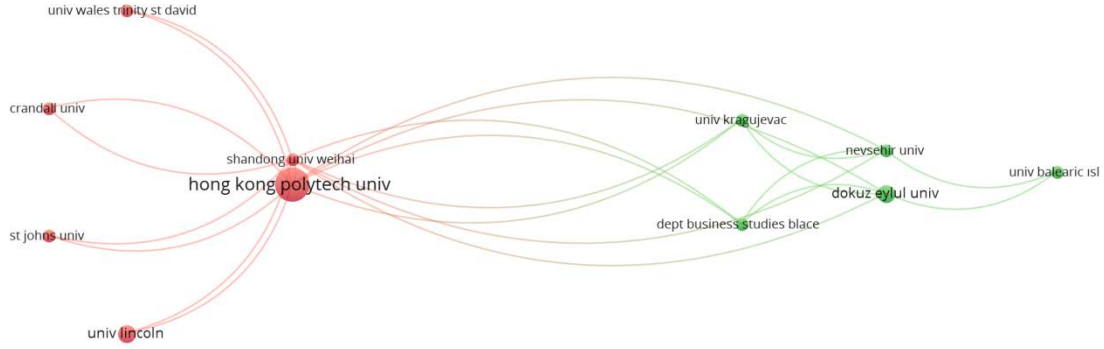 univ wales trinity st david
crandall univ
shandong univ weihai
hong kong polytech univ
st johns univ
univ lincoln
univ kragujevac
nevsehir univ
univ balearic ısl
dokuz eylul univ
dept business studies blace